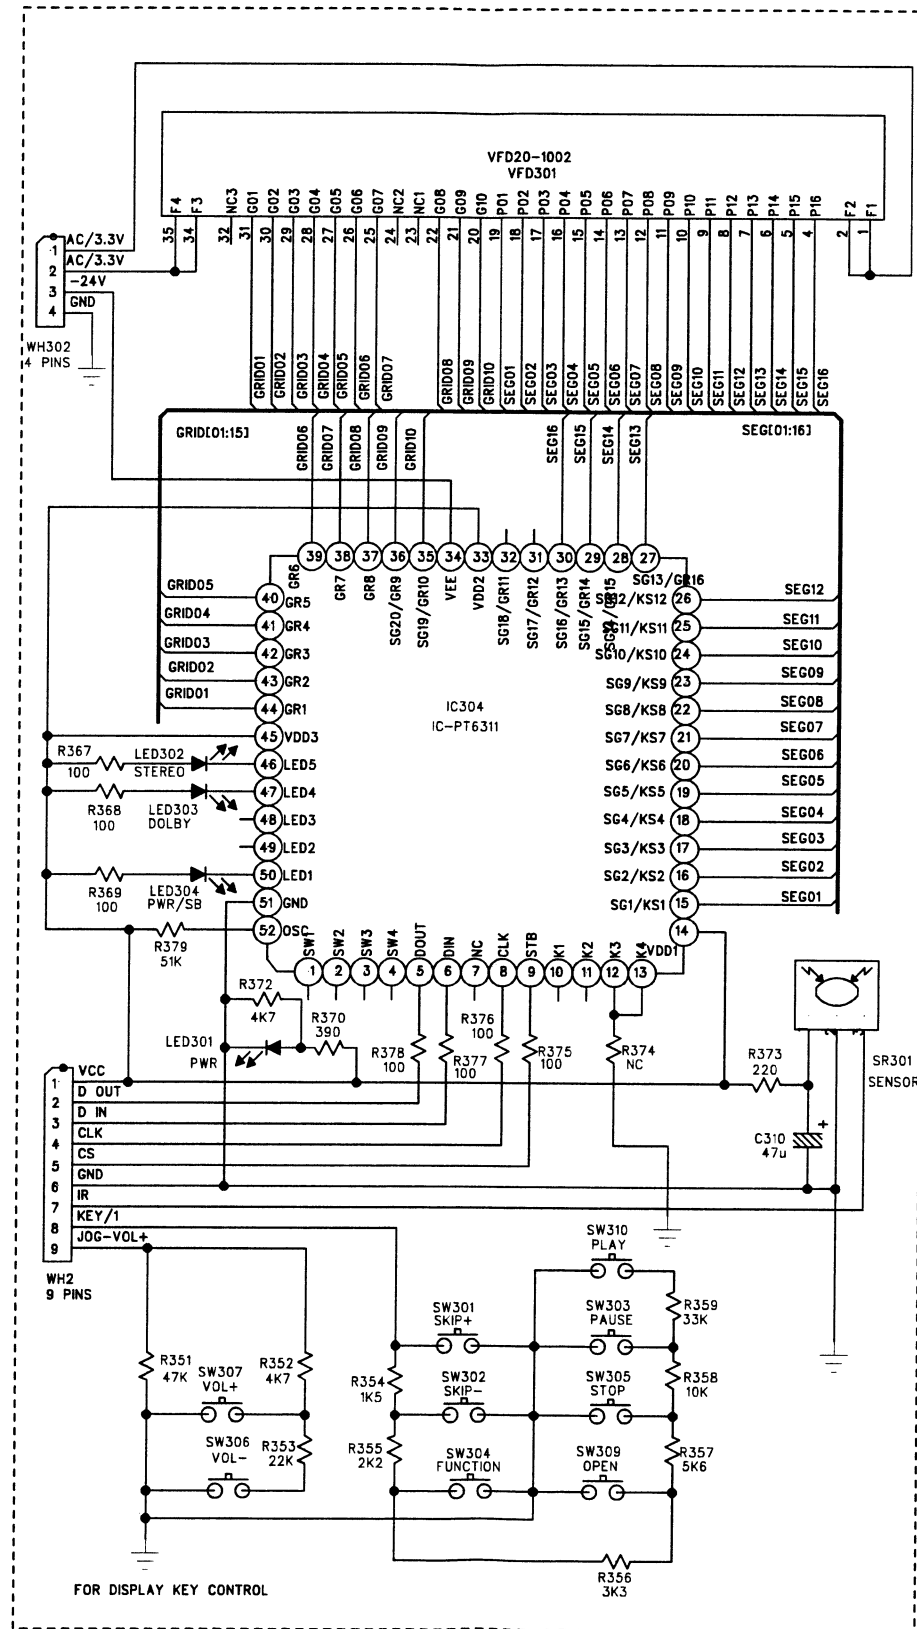 VFD20-1002
VFD301
F4 F3 NC3 G01 G02 G03 G04 G05 G06 G07 NC2 NC1 G08 G09 G10 P01 P02 P03 P04 P05 P06 P07 P08 P09 P10 P11 P12 P13 P14 P15 P16 F2 F1
35 34 32 31 30 29 28 27 26 25 24 23 22 21 20 19 18 17 16 15 14 13 12 11 10 9 8 7 6 5 4 2 1
1 AC/3.3V
2 AC/3.3V
3 -24V
4 GND
WH302
4 PINS
GRID01 GRID02 GRID03 GRID04 GRID05 GRID06 GRID07 GRID08 GRID09 GRID10 SEG01 SEG02 SEG03 SEG04 SEG05 SEG06 SEG07 SEG08 SEG09 SEG10 SEG11 SEG12 SEG13 SEG14 SEG15 SEG16
GRID[01:15]
SEG[01:16]
GRID06 GRID07 GRID08 GRID09 GRID10 SEG16 SEG15 SEG14 SEG13
39 38 37 36 35 34 33 32 31 30 29 28 27
GR6 GR7 GR8 SG20/GR9 SG19/GR10 VEE VDD2 SG18/GR11 SG17/GR12 SG16/GR13 SG15/GR14 SG14/GR15 SG13/GR16
GRID05 40 GR5
GRID04 41 GR4
GRID03 42 GR3
GRID02 43 GR2
GRID01 44 GR1
45 VDD3
46 LED5
47 LED4
48 LED3
49 LED2
50 LED1
51 GND
52 OSC
IC304
IC-PT6311
SG12/KS12 26 SEG12
SG11/KS11 25 SEG11
SG10/KS10 24 SEG10
SG9/KS9 23 SEG09
SG8/KS8 22 SEG08
SG7/KS7 21 SEG07
SG6/KS6 20 SEG06
SG5/KS5 19 SEG05
SG4/KS4 18 SEG04
SG3/KS3 17 SEG03
SG2/KS2 16 SEG02
SG1/KS1 15 SEG01
VDD1 14
R367
100
LED302
STEREO
R368
100
LED303
DOLBY
R369
100
LED304
PWR/SB
R379
51K
SW1 SW2 SW3 SW4 DOUT DIN NC CLK STB K1 K2 K3 K4
1 2 3 4 5 6 7 8 9 10 11 12 13
R372
4K7
R370
390
LED301
PWR
R378
100
R377
100
R376
100
R375
100
R374
NC
R373
220
SR301
SENSOR
C310
47u
+
1 VCC
2 D OUT
3 D IN
4 CLK
5 CS
6 GND
7 IR
8 KEY/1
9 JOG-VOL+
WH2
9 PINS
SW310
PLAY
R359
33K
SW301
SKIP+
SW303
PAUSE
R351
47K
SW307
VOL+
R352
4K7
R354
1K5
SW302
SKIP-
SW305
STOP
R358
10K
SW306
VOL-
R353
22K
R355
2K2
SW304
FUNCTION
SW309
OPEN
R357
5K6
R356
3K3
FOR DISPLAY KEY CONTROL